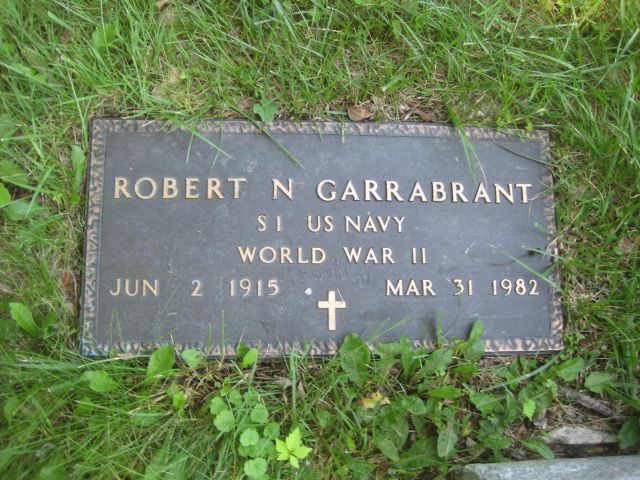 ROBERT N GARRABRANT
S1 US NAVY
WORLD WAR II
JUN 2 1915 MAR 31 1982